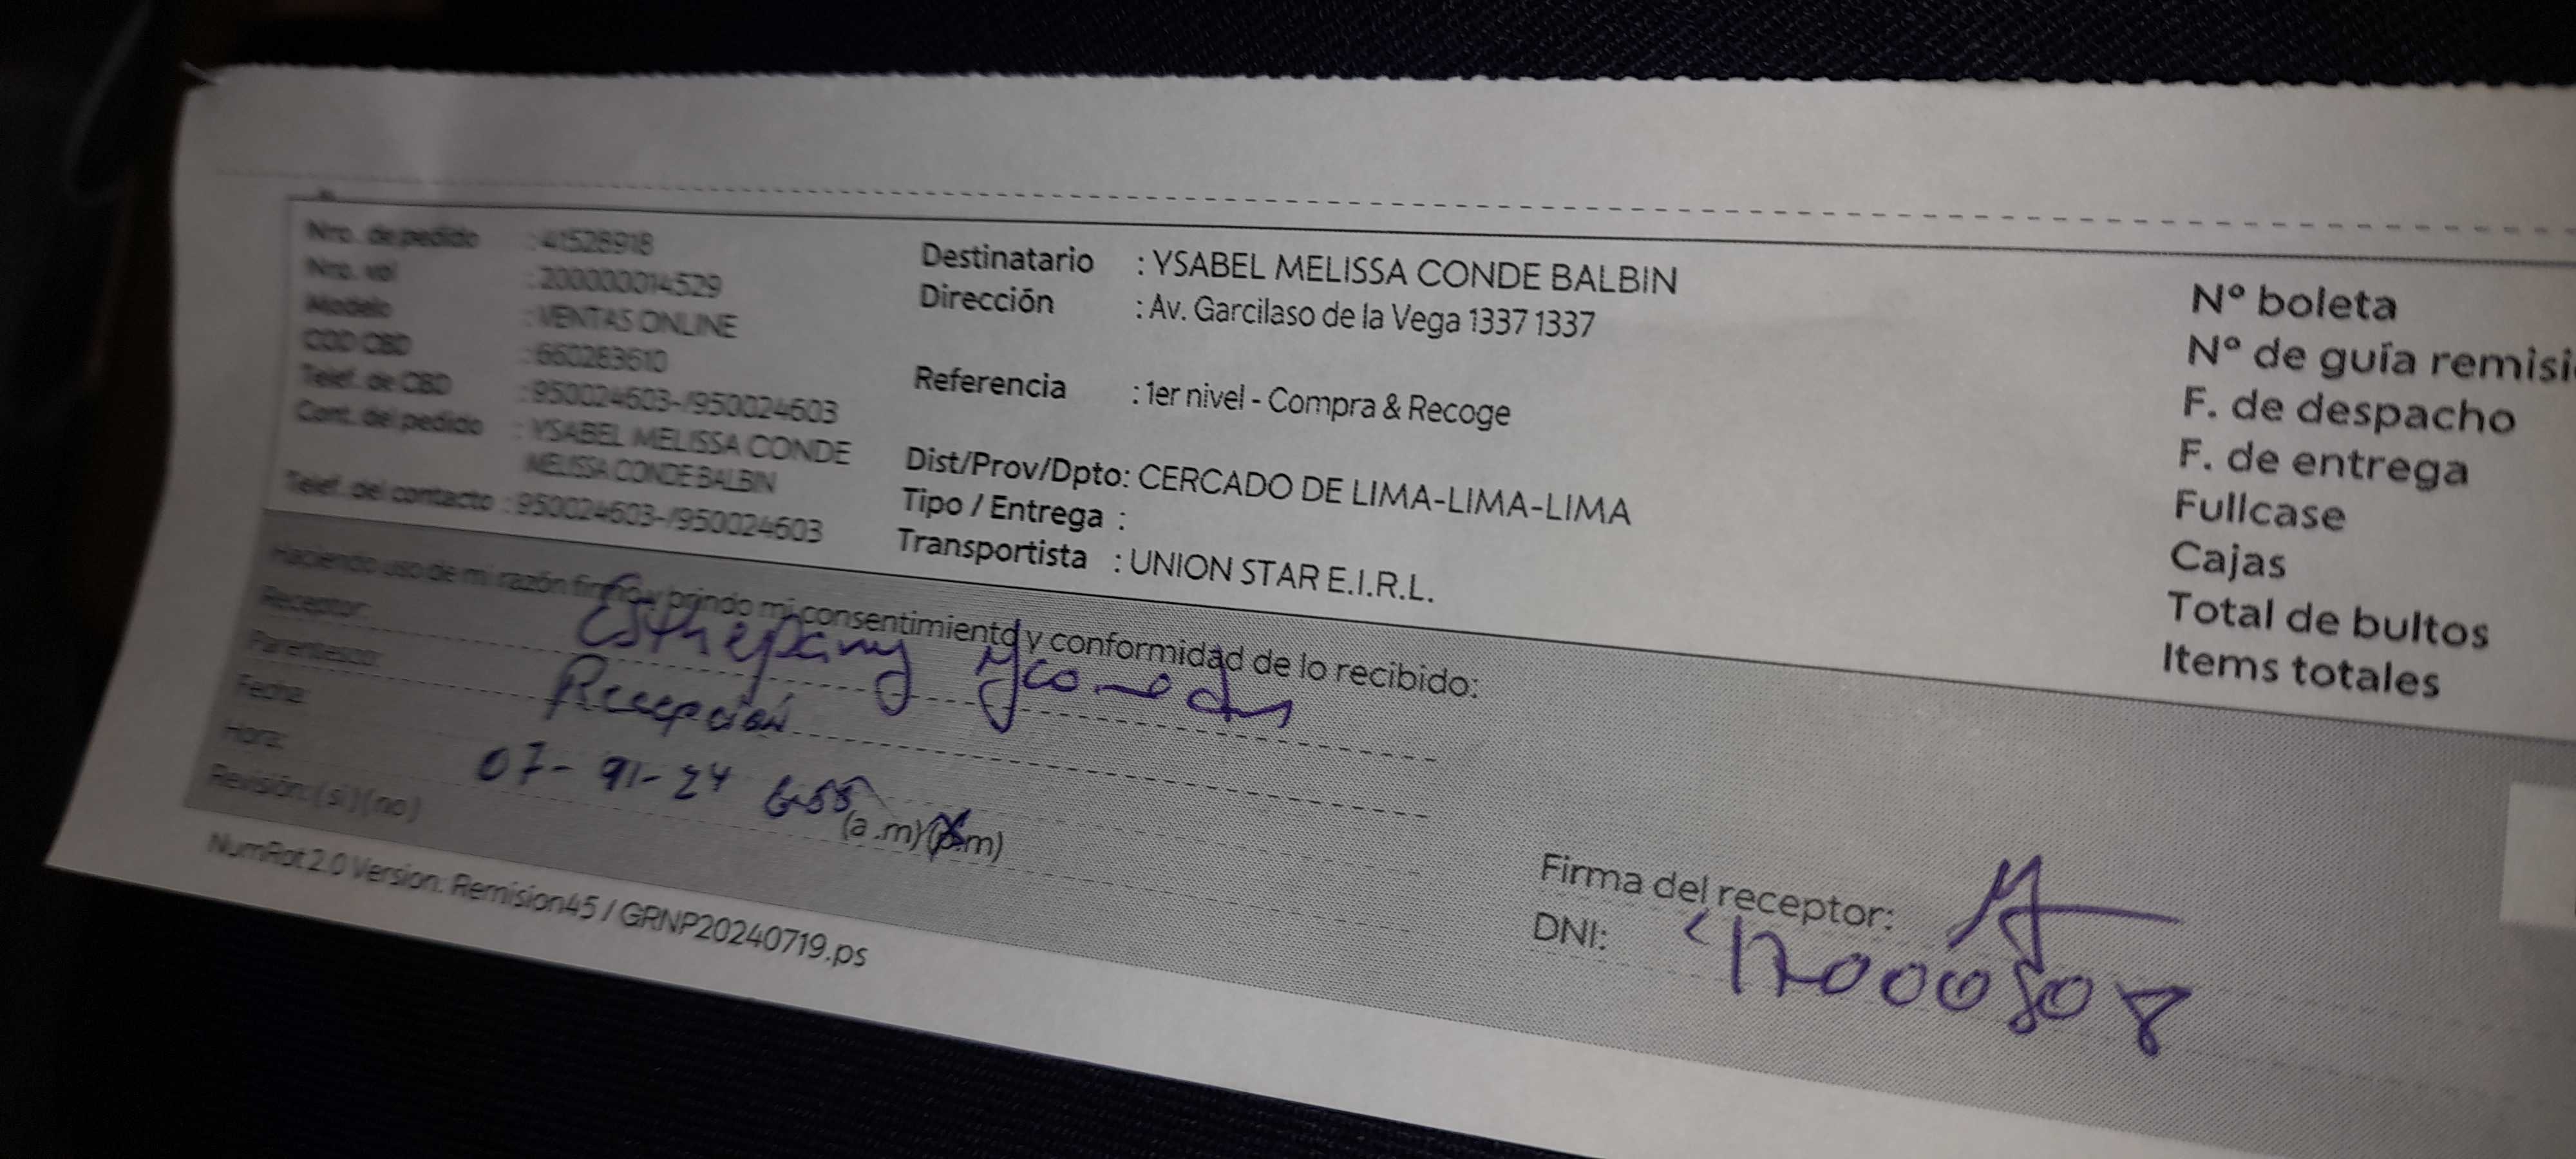 Nro. de pedido : 41528918
Nro. vol : 200000014529
Modelo : VENTAS ONLINE
COD CBD : 660283610
Telef. de CBD : 950024603-/950024603
Cont. del pedido : YSABEL MELISSA CONDE
MELISSA CONDE BALBIN
Telef. del contacto : 950024603-/950024603
Destinatario : YSABEL MELISSA CONDE BALBIN
Dirección : Av. Garcilaso de la Vega 1337 1337
Referencia : 1er nivel - Compra & Recoge
Dist/Prov/Dpto: CERCADO DE LIMA-LIMA-LIMA
Tipo / Entrega :
Transportista : UNION STAR E.I.R.L.
Nº boleta
Nº de guía remisi
F. de despacho
F. de entrega
Fullcase
Cajas
Total de bultos
Items totales
Haciendo uso de mi razón firmo y brindo mi consentimiento y conformidad de lo recibido:
Receptor: Esthepany
Parentesco: Recepción
Fecha: 07-
Hora: (a .m)(p.m)
Revisión: ( si ) ( no )
Firma del receptor:
DNI:
NumRot 2.0 Version: Remision45 / GRNP20240719.ps